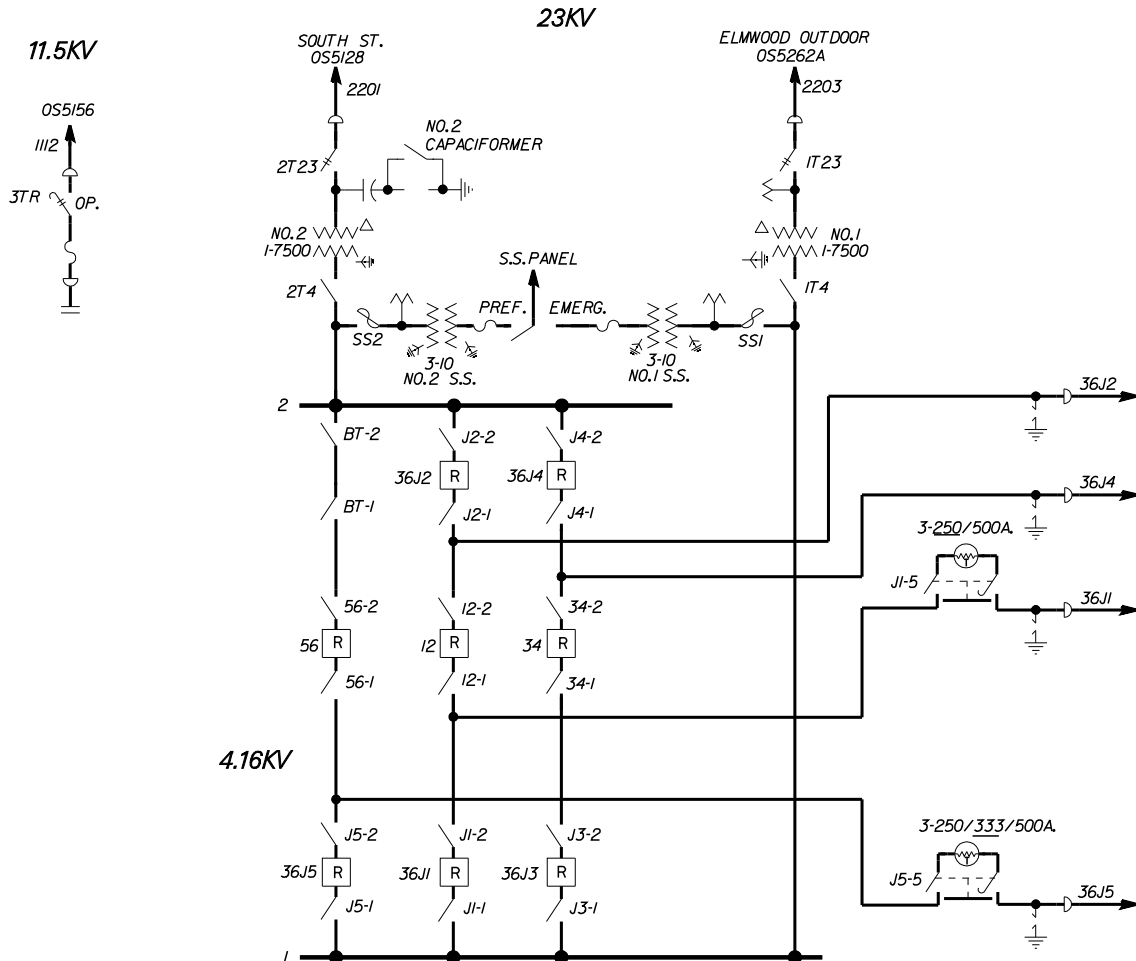 23KV
11.5KV
SOUTH ST.
OS5128
ELMWOOD OUTDOOR
OS5262A
2201
2203
OS5156
1112
NO.2
CAPACIFORMER
2T23
1T23
3TR
OP.
NO.2
1-7500
NO.1
1-7500
S.S.PANEL
2T4
1T4
PREF.
EMERG.
SS2
SS1
3-10
NO.2 S.S.
3-10
NO.1 S.S.
36J2
2
BT-2
J2-2
J4-2
36J2
R
36J4
R
36J4
BT-1
J2-1
J4-1
3-250/500A.
J1-5
36J1
56-2
12-2
34-2
56
R
12
R
34
R
56-1
12-1
34-1
4.16KV
3-250/333/500A.
J5-2
J1-2
J3-2
36J5
R
36J1
R
36J3
R
J5-5
36J5
J5-1
J1-1
J3-1
1